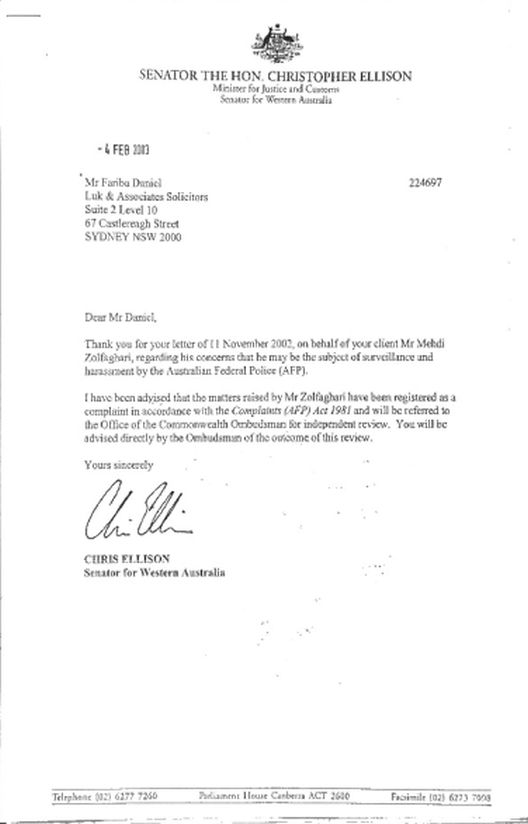 SENATOR THE HON. CHRISTOPHER ELLISON
Minister for Justice and Customs
Senator for Western Australia
- 4 FEB 2003
Mr Fariba Daniel
224697
Luk & Associates Solicitors
Suite 2 Level 10
67 Castlereagh Street
SYDNEY NSW 2000
Dear Mr Daniel,
Thank you for your letter of 11 November 2002, on behalf of your client Mr Mehdi
Zolfaghari, regarding his concerns that he may be the subject of surveillance and
harassment by the Australian Federal Police (AFP).
I have been advised that the matters raised by Mr Zolfaghari have been registered as a
complaint in accordance with the Complaints (AFP) Act 1981 and will be referred to
the Office of the Commonwealth Ombudsman for independent review. You will be
advised directly by the Ombudsman of the outcome of this review.
Yours sincerely
Chris Ellison
CHRIS ELLISON
Senator for Western Australia
Telephone (02) 6277 7260 Parliament House Canberra ACT 2600 Facsimile (02) 6273 7098